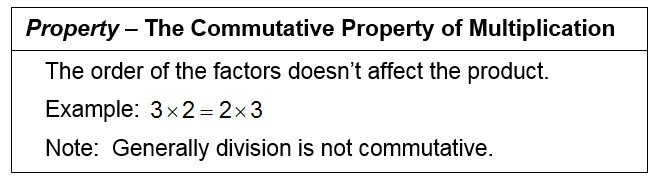 Property – The Commutative Property of Multiplication
The order of the factors doesn’t affect the product.
Example: 3 × 2 = 2 × 3
Note: Generally division is not commutative.